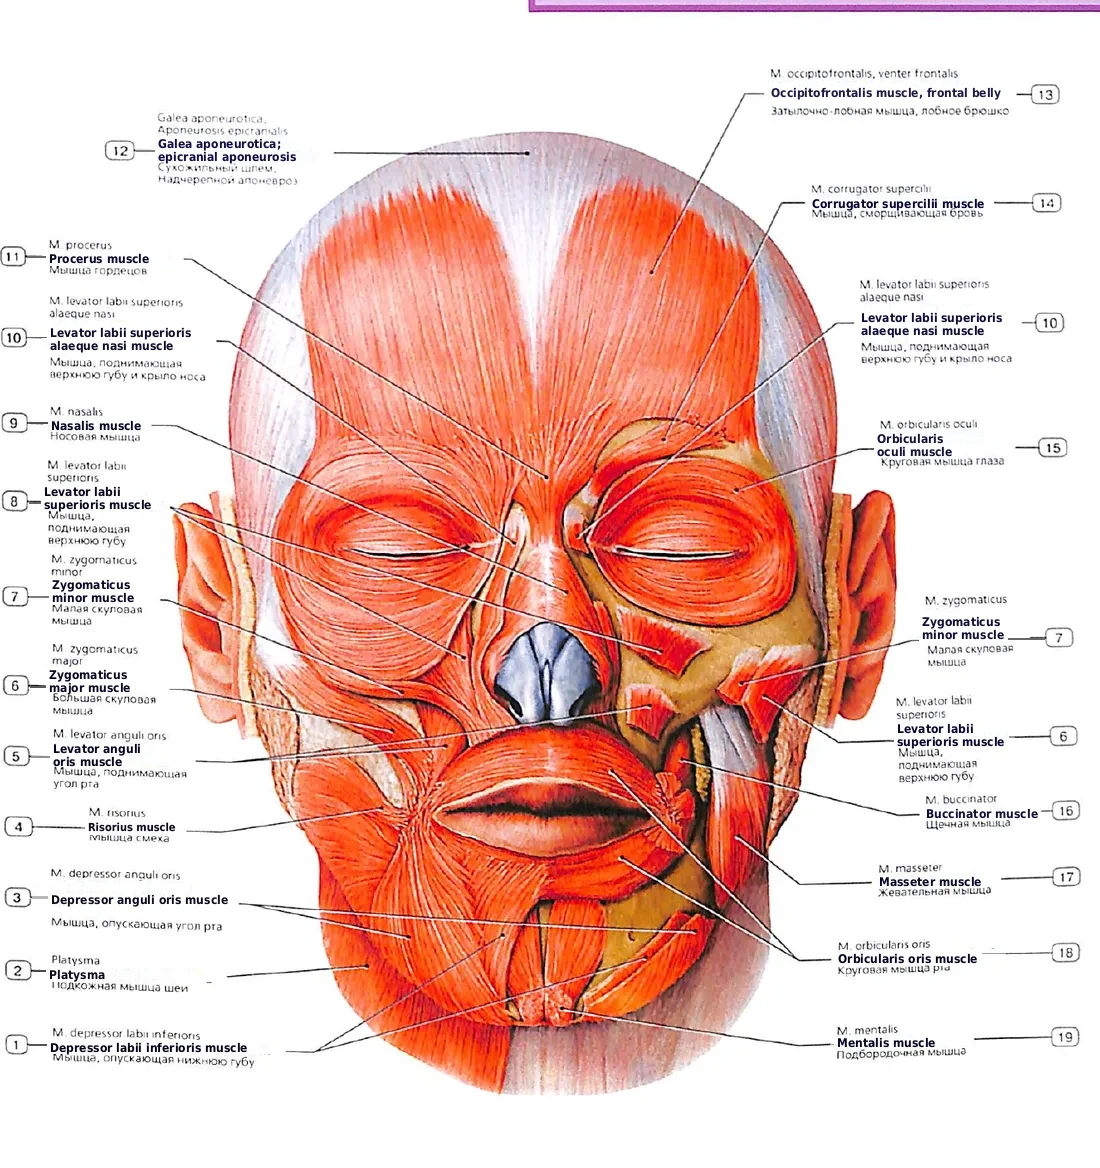 M. occipitofrontalis, venter frontalis
Occipitofrontalis muscle, frontal belly
13
Затылочно-лобная мышца, лобное брюшко
Galea aponeurotica,
Aponeurosis epicranialis
12
Galea aponeurotica;
epicranial aponeurosis
Сухожильный шлем,
Надчерепной апоневроз
M. corrugator supercilii
Corrugator supercilii muscle
14
Мышца, сморщивающая бровь
M. procerus
11
Procerus muscle
Мышца гордецов
M. levator labii superioris
alaeque nasi
10
Levator labii superioris
alaeque nasi muscle
Мышца, поднимающая
верхнюю губу и крыло носа
M. levator labii superioris
alaeque nasi
Levator labii superioris
alaeque nasi muscle
10
Мышца, поднимающая
верхнюю губу и крыло носа
M. nasalis
9
Nasalis muscle
Носовая мышца
M. orbicularis oculi
Orbicularis
oculi muscle
15
Круговая мышца глаза
M. levator labii
superioris
8
Levator labii
superioris muscle
Мышца,
поднимающая
верхнюю губу
M. zygomaticus
minor
7
Zygomaticus
minor muscle
Малая скуловая
мышца
M. zygomaticus
Zygomaticus
minor muscle
7
Малая скуловая
мышца
M. zygomaticus
major
6
Zygomaticus
major muscle
Большая скуловая
мышца
M. levator labii
superioris
Levator labii
superioris muscle
6
Мышца,
поднимающая
верхнюю губу
M. levator anguli oris
5
Levator anguli
oris muscle
Мышца, поднимающая
угол рта
M. buccinator
Buccinator muscle
16
Щечная мышца
M. risorius
4
Risorius muscle
Мышца смеха
M. masseter
Masseter muscle
17
Жевательная мышца
M. depressor anguli oris
3
Depressor anguli oris muscle
Мышца, опускающая угол рта
M. orbicularis oris
Orbicularis oris muscle
18
Круговая мышца рта
Platysma
2
Platysma
Подкожная мышца шеи
M. depressor labii inferioris
1
Depressor labii inferioris muscle
Мышца, опускающая нижнюю губу
M. mentalis
Mentalis muscle
19
Подбородочная мышца